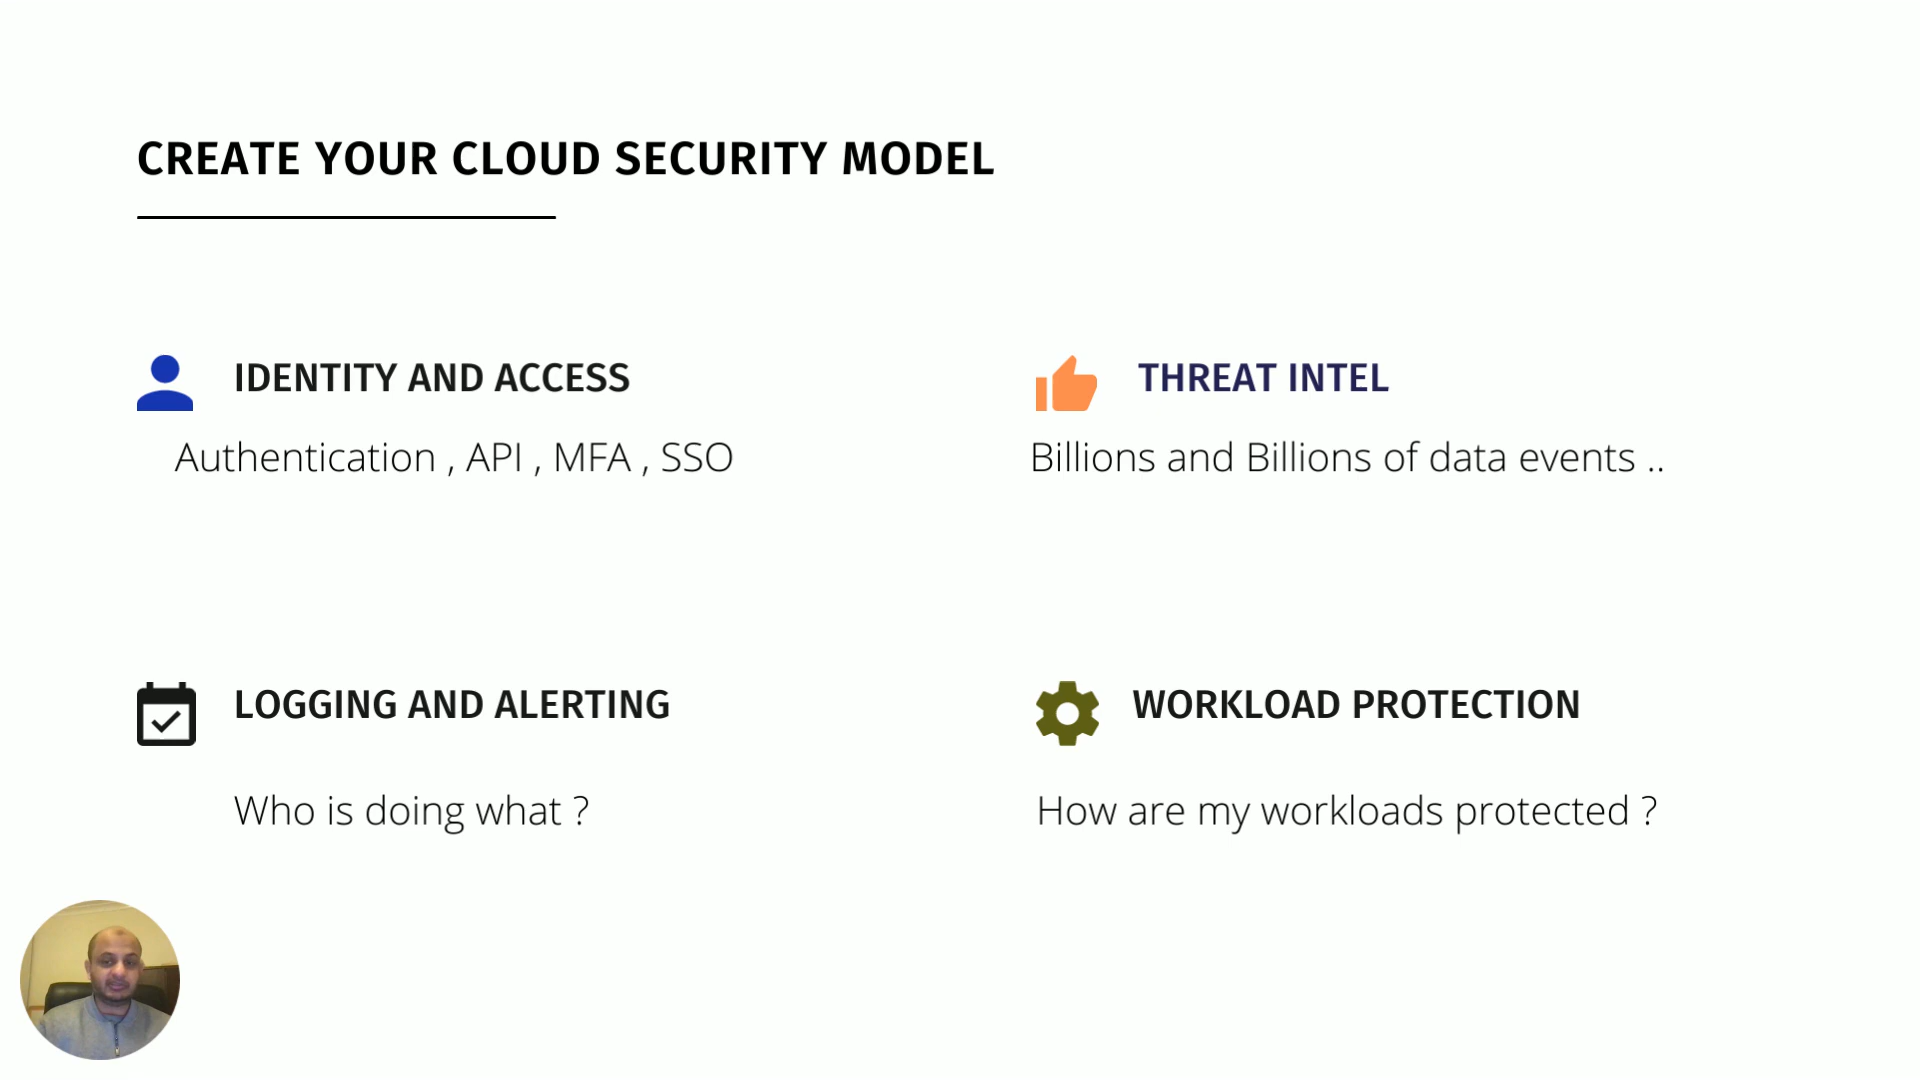 CREATE YOUR CLOUD SECURITY MODEL
IDENTITY AND ACCESS
Authentication , API , MFA , SSO
THREAT INTEL
Billions and Billions of data events ..
LOGGING AND ALERTING
Who is doing what ?
WORKLOAD PROTECTION
How are my workloads protected ?